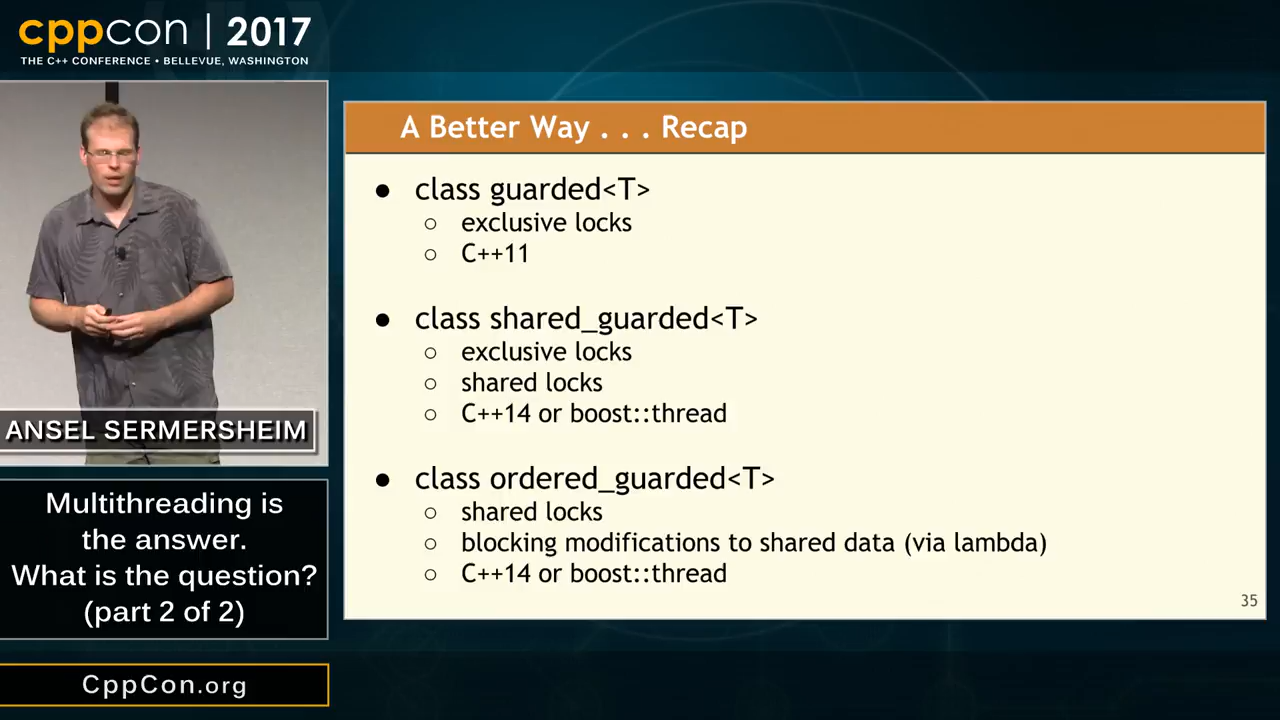 cppcon | 2017
THE C++ CONFERENCE • BELLEVUE, WASHINGTON
A Better Way . . . Recap
● class guarded<T>
○ exclusive locks
○ C++11
● class shared_guarded<T>
○ exclusive locks
○ shared locks
○ C++14 or boost::thread
● class ordered_guarded<T>
○ shared locks
○ blocking modifications to shared data (via lambda)
○ C++14 or boost::thread
35
ANSEL SERMERSHEIM
Multithreading is
the answer.
What is the question?
(part 2 of 2)
CppCon.org